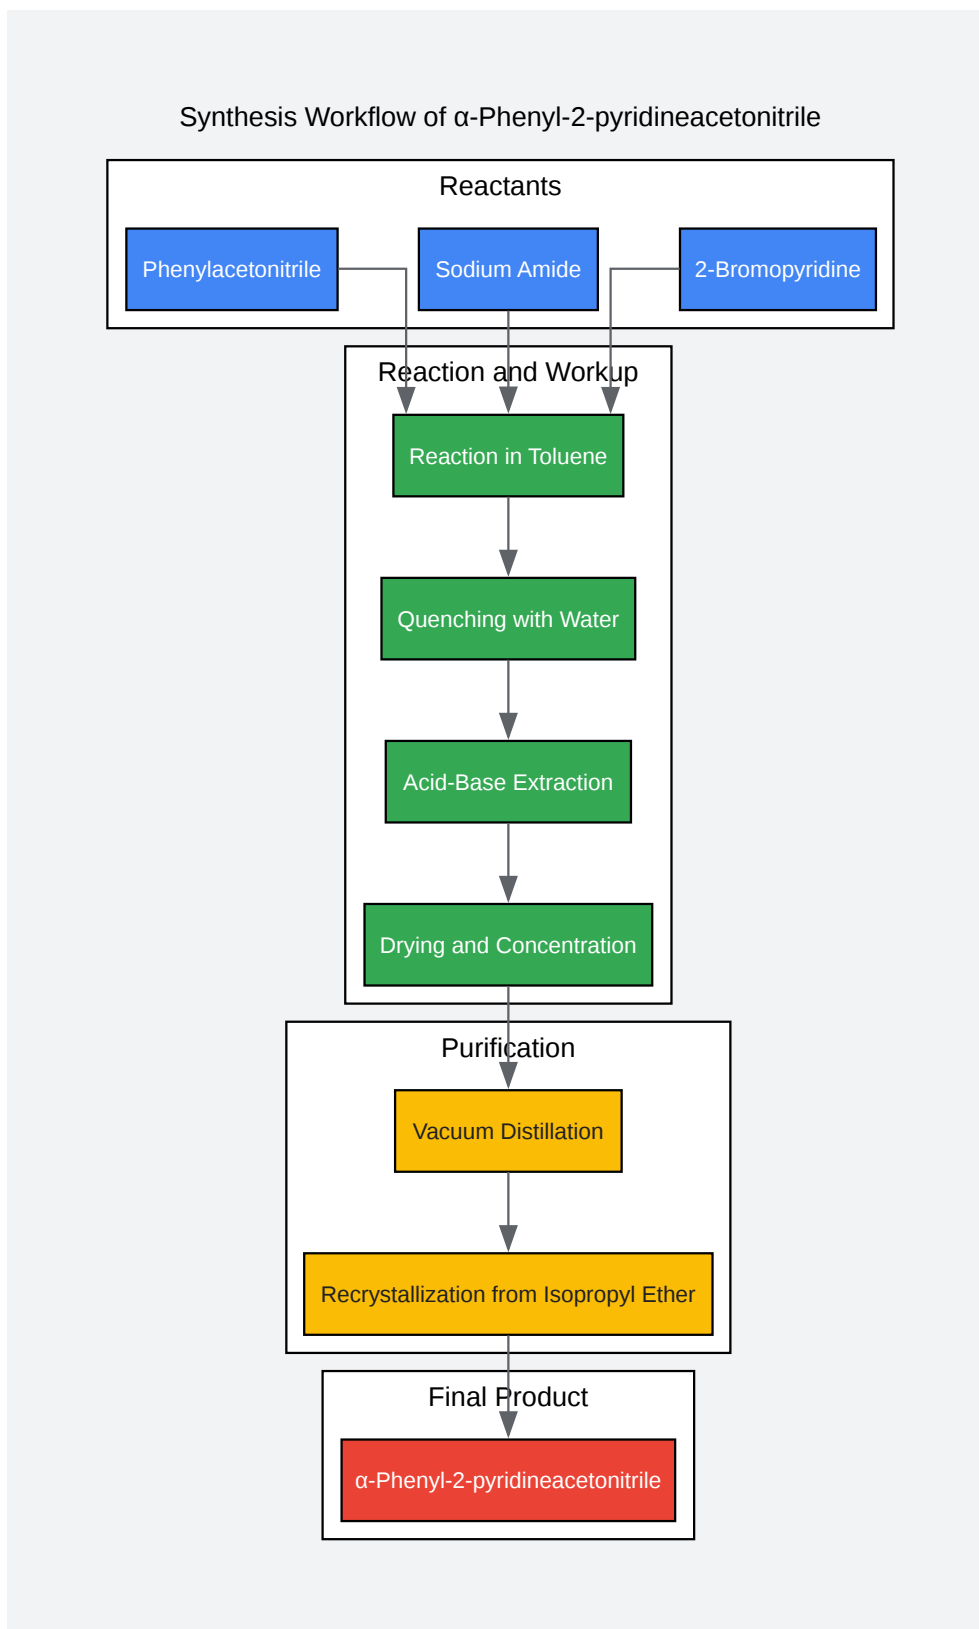 Synthesis Workflow of α-Phenyl-2-pyridineacetonitrile
Reactants
Phenylacetonitrile
Sodium Amide
2-Bromopyridine
Reaction and Workup
Reaction in Toluene
Quenching with Water
Acid-Base Extraction
Drying and Concentration
Purification
Vacuum Distillation
Recrystallization from Isopropyl Ether
Final Product
α-Phenyl-2-pyridineacetonitrile